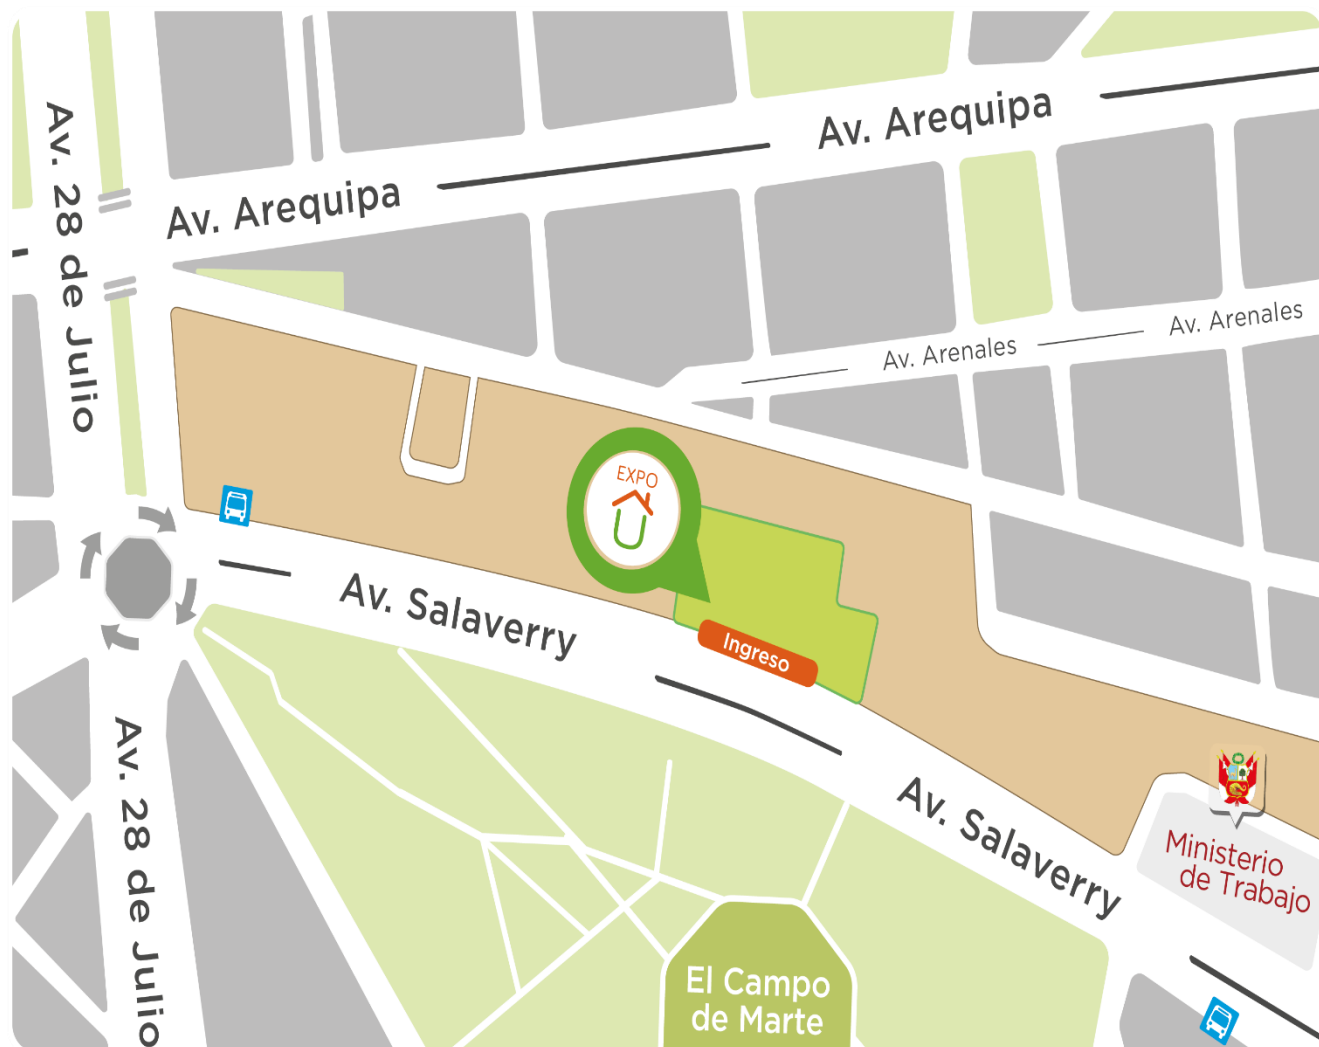 Av. Arequipa
Av. Arequipa
Av. 28 de Julio
Av. Arenales
Av. Arenales
EXPO
Ingreso
Av. Salaverry
Av. Salaverry
Av. 28 de Julio
Ministerio
de Trabajo
El Campo
de Marte